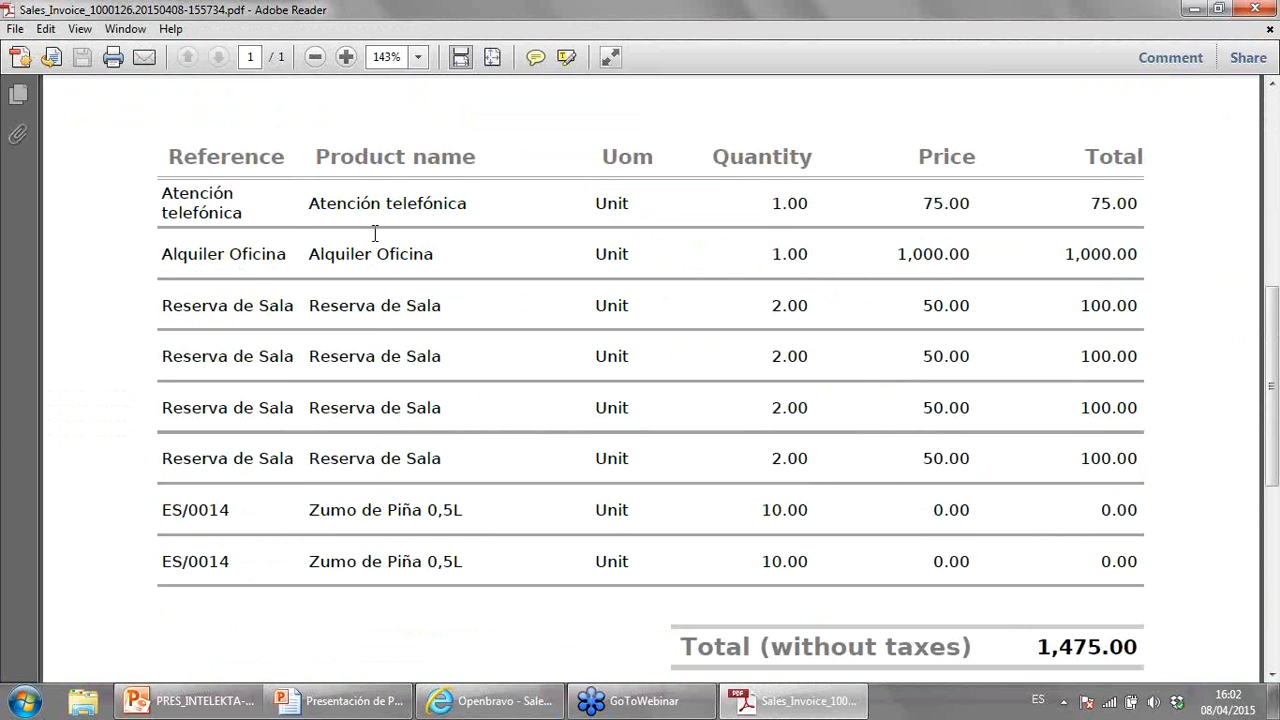 Sales_Invoice_1000126.20150408-155734.pdf - Adobe Reader
File Edit View Window Help
1 / 1 143% Comment Share
Reference Product name Uom Quantity Price Total
Atención telefónica Atención telefónica Unit 1.00 75.00 75.00
Alquiler Oficina Alquiler Oficina Unit 1.00 1,000.00 1,000.00
Reserva de Sala Reserva de Sala Unit 2.00 50.00 100.00
Reserva de Sala Reserva de Sala Unit 2.00 50.00 100.00
Reserva de Sala Reserva de Sala Unit 2.00 50.00 100.00
Reserva de Sala Reserva de Sala Unit 2.00 50.00 100.00
ES/0014 Zumo de Piña 0,5L Unit 10.00 0.00 0.00
ES/0014 Zumo de Piña 0,5L Unit 10.00 0.00 0.00
Total (without taxes) 1,475.00
PRES_INTELEKTA-... Presentación de P... Openbravo - Sale... GoToWebinar Sales_Invoice_100... ES 16:02
08/04/2015